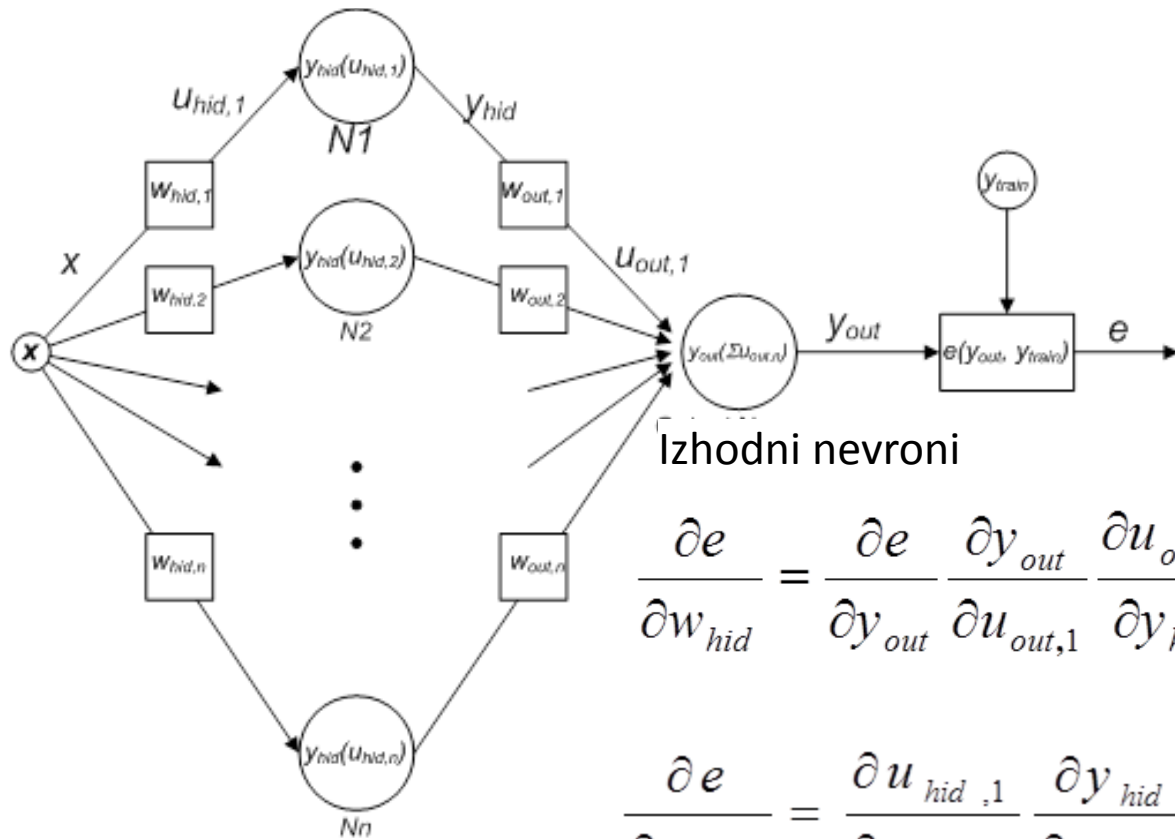 y_hid(u_hid,1)
u_hid,1
y_hid
N1
w_hid,1
w_out,1
y_train
x
y_hid(u_hid,2)
u_out,1
w_hid,2
w_out,2
N2
y_out
e
x
y_out(Σu_out,n)
e(y_out, y_train)
Izhodni nevroni
w_hid,n
w_out,n
∂e/∂w_hid = ∂e/∂y_out ∂y_out/∂u_out,1 ∂u_o/∂y_h
y_hid(u_hid,n)
∂e = ∂u_hid,1 ∂y_hid
Nn